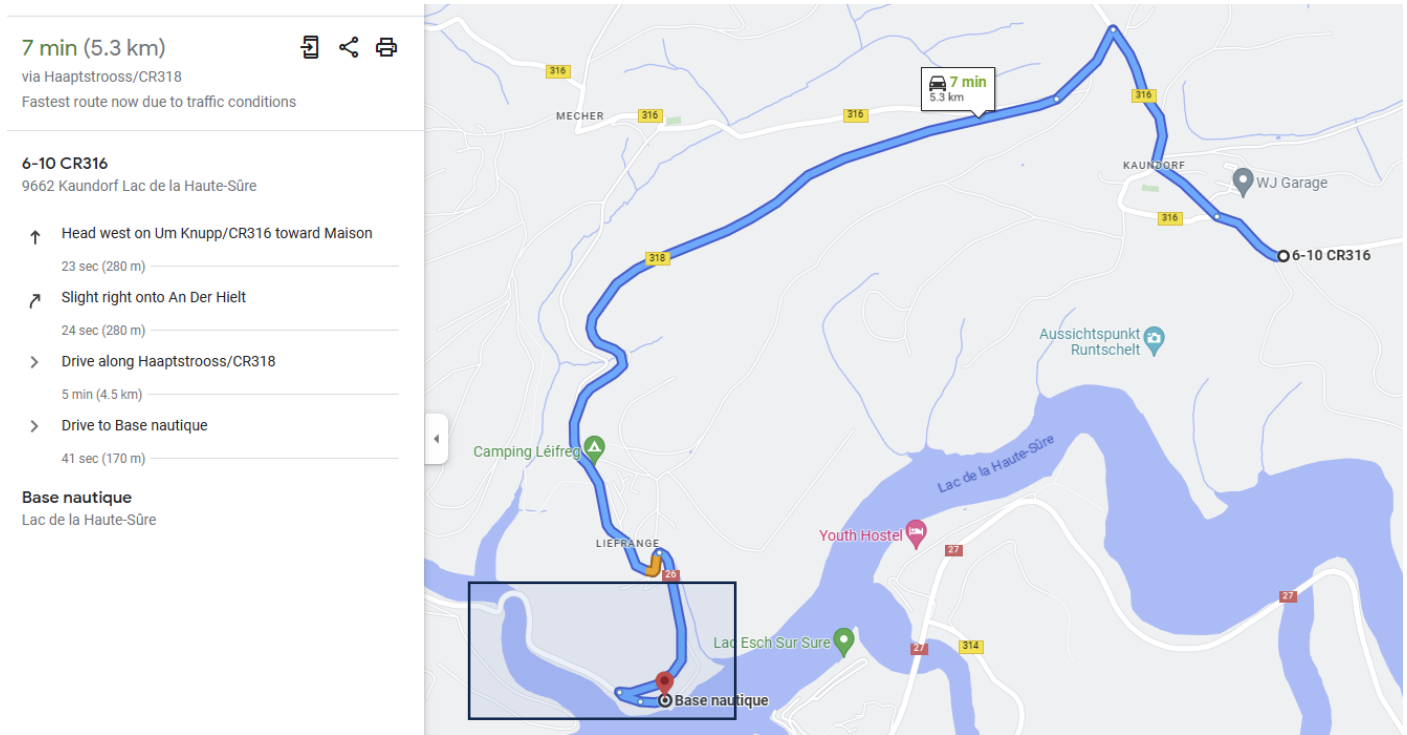 7 min (5.3 km)
via Haaptstrooss/CR318
Fastest route now due to traffic conditions
6-10 CR316
9662 Kaundorf Lac de la Haute-Sûre
Head west on Um Knupp/CR316 toward Maison
23 sec (280 m)
Slight right onto An Der Hielt
24 sec (280 m)
Drive along Haaptstrooss/CR318
5 min (4.5 km)
Drive to Base nautique
41 sec (170 m)
Base nautique
Lac de la Haute-Sûre
316
MECHER
316
316
7 min
5.3 km
316
KAUNDORF
WJ Garage
316
6-10 CR316
318
Aussichtspunkt
Runtschelt
Camping Léifreg
Lac de la Haute-Sûre
Youth Hostel
LIEFRANGE
27
26
27
Lac Esch Sur Sure
27
314
Base nautique